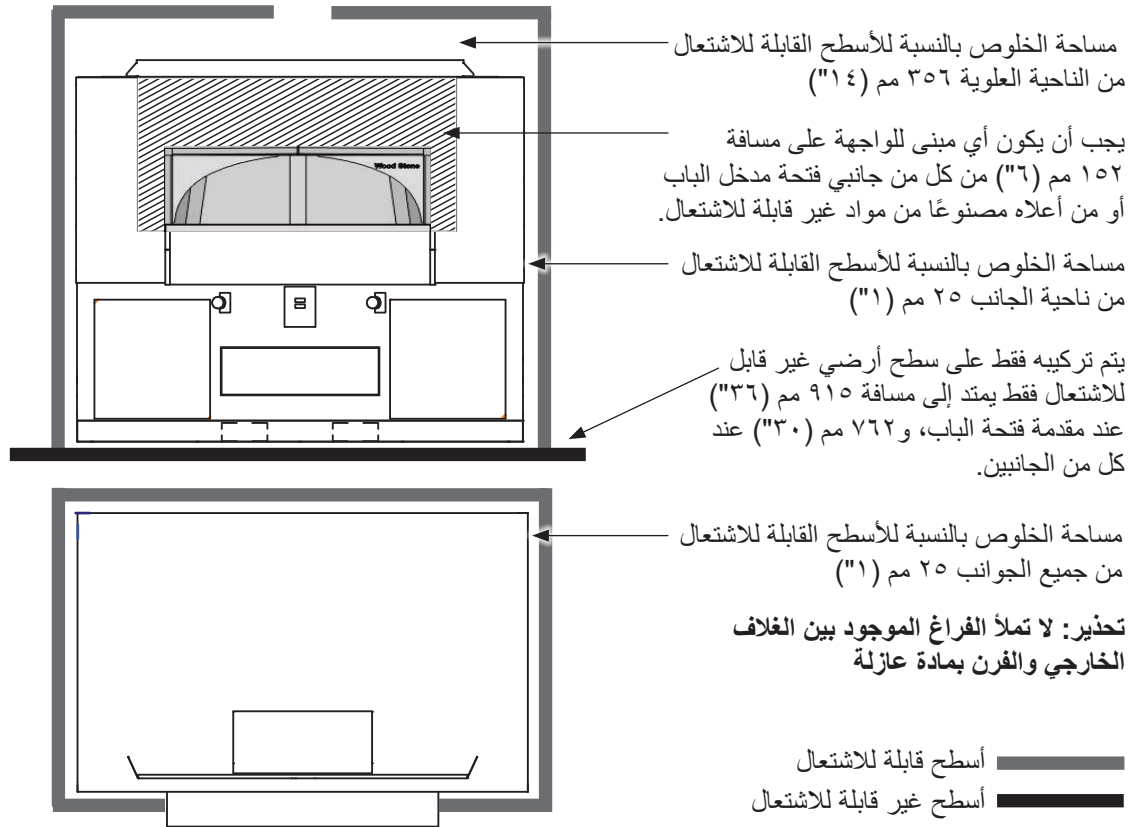 مساحة الخلوص بالنسبة للأسطح القابلة للاشتعال
من الناحية العلوية ٣٥٦ مم (١٤")
يجب أن يكون أي مبنى للواجهة على مسافة
١٥٢ مم (٦") من كل من جانبي فتحة مدخل الباب
أو من أعلاه مصنوعًا من مواد غير قابلة للاشتعال.
Wood Stone
مساحة الخلوص بالنسبة للأسطح القابلة للاشتعال
من ناحية الجانب ٢٥ مم (١")
يتم تركيبه فقط على سطح أرضي غير قابل
للاشتعال فقط يمتد إلى مسافة ٩١٥ مم (٣٦")
عند مقدمة فتحة الباب، و٧٦٢ مم (٣٠") عند
كل من الجانبين.
مساحة الخلوص بالنسبة للأسطح القابلة للاشتعال
من جميع الجوانب ٢٥ مم (١")
تحذير: لا تملأ الفراغ الموجود بين الغلاف
الخارجي والفرن بمادة عازلة
أسطح قابلة للاشتعال
أسطح غير قابلة للاشتعال